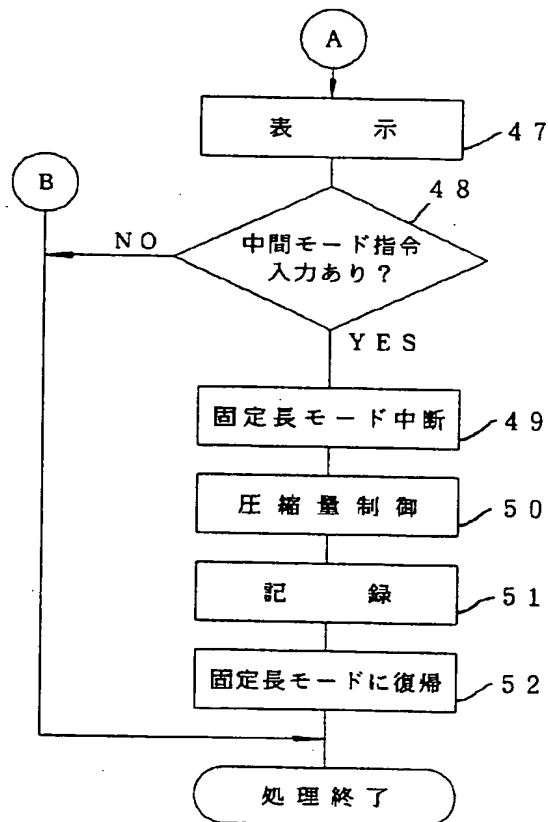 A
表示
47
B
48
NO
中間モード指令
入力あり?
YES
固定長モード中断
49
圧縮量制御
50
記録
51
固定長モードに復帰
52
処理終了